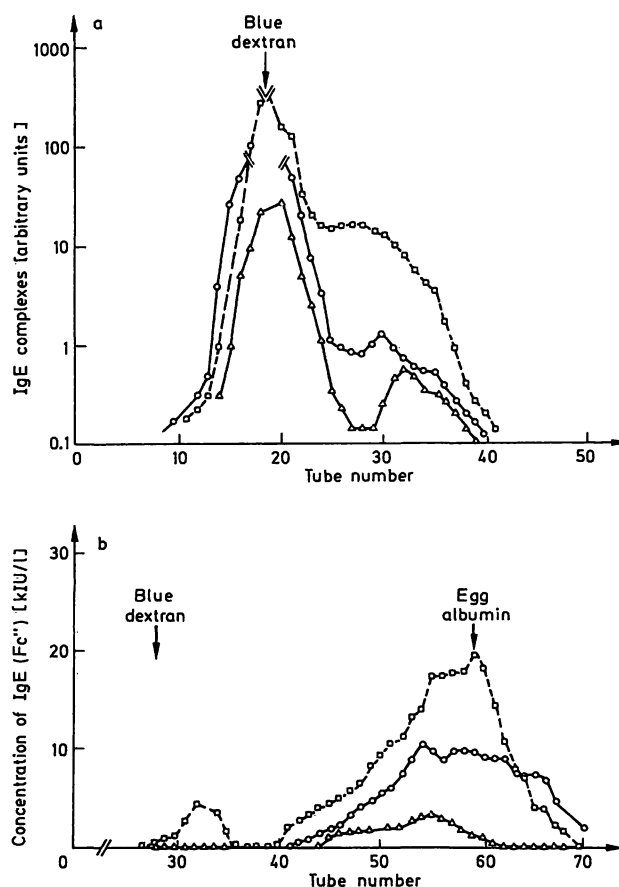 a
Blue
dextran
IgE complexes [arbitrary units]
1000
100
10
1
0.1
0
10
20
30
40
50
Tube number
b
Concentration of IgE (Fc'') [kIU/l]
30
20
10
0
Blue
dextran
Egg
albumin
30
40
50
60
70
Tube number